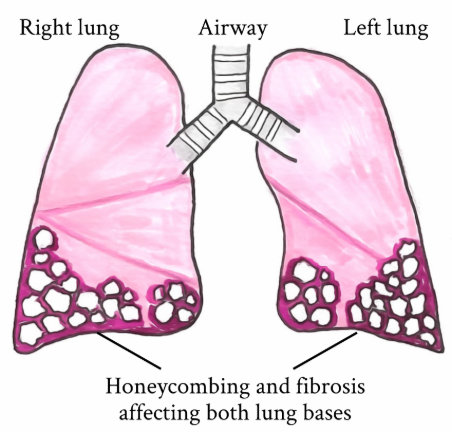 Right lung
Airway
Left lung
Honeycombing and fibrosis
affecting both lung bases